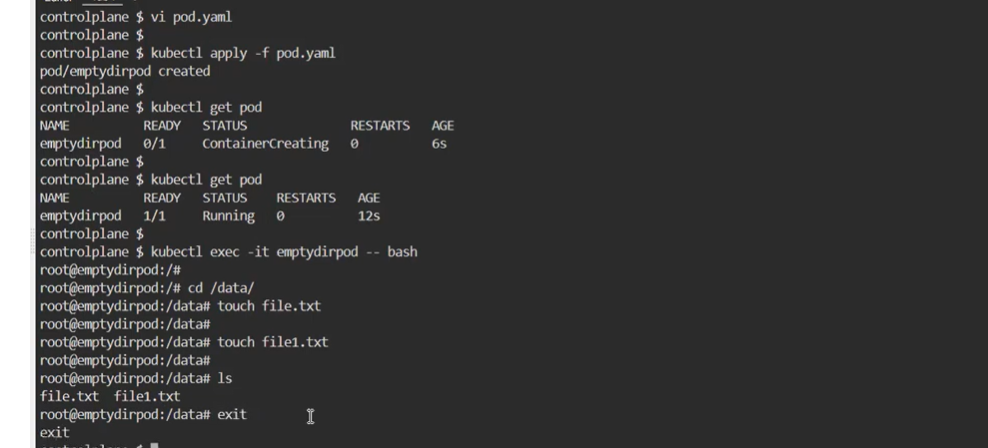 controlplane $ vi pod.yaml
controlplane $
controlplane $ kubectl apply -f pod.yaml
pod/emptydirpod created
controlplane $
controlplane $ kubectl get pod
NAME READY STATUS RESTARTS AGE
emptydirpod 0/1 ContainerCreating 0 6s
controlplane $
controlplane $ kubectl get pod
NAME READY STATUS RESTARTS AGE
emptydirpod 1/1 Running 0 12s
controlplane $
controlplane $ kubectl exec -it emptydirpod -- bash
root@emptydirpod:/#
root@emptydirpod:/# cd /data/
root@emptydirpod:/data# touch file.txt
root@emptydirpod:/data#
root@emptydirpod:/data# touch file1.txt
root@emptydirpod:/data#
root@emptydirpod:/data# ls
file.txt file1.txt
root@emptydirpod:/data# exit
exit